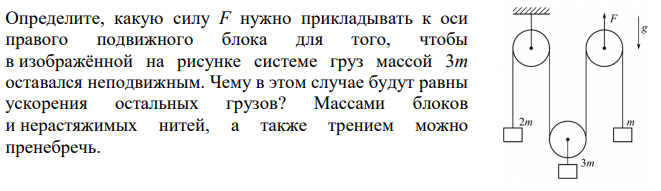 Определите, какую силу F нужно прикладывать к оси
правого подвижного блока для того, чтобы
в изображённой на рисунке системе груз массой 3m
оставался неподвижным. Чему в этом случае будут равны
ускорения остальных грузов? Массами блоков
и нерастяжимых нитей, а также трением можно
пренебречь.
F
g
2m
m
3m